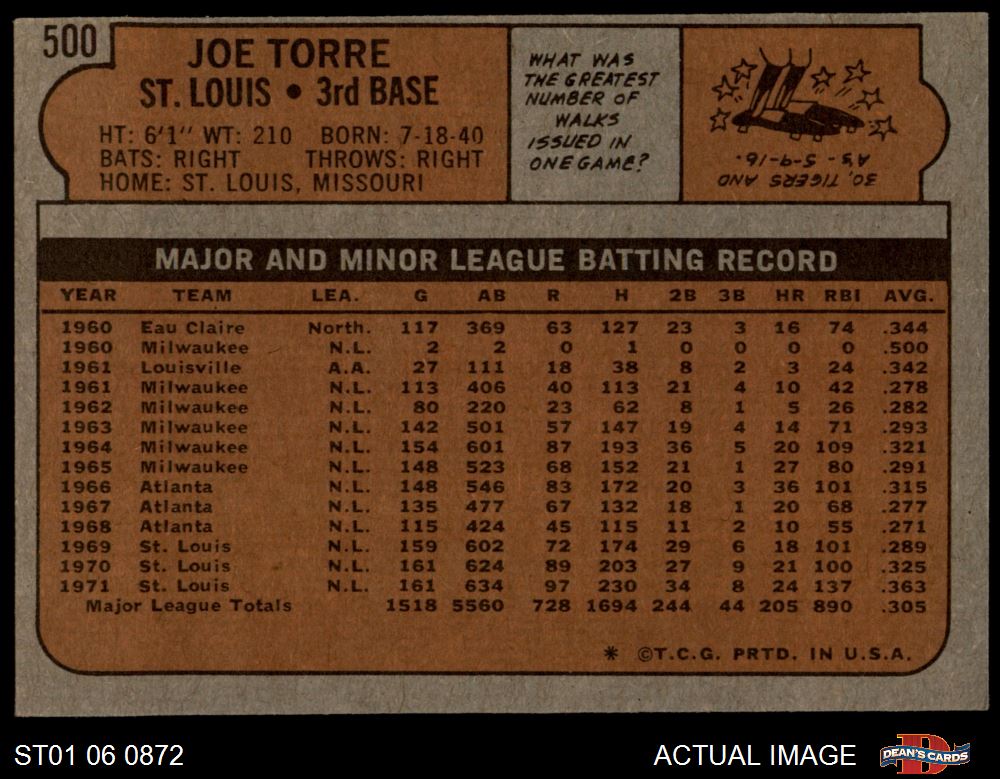 500
JOE TORRE
ST. LOUIS • 3rd BASE
HT: 6'1" WT: 210 BORN: 7-18-40
BATS: RIGHT THROWS: RIGHT
HOME: ST. LOUIS, MISSOURI
WHAT WAS
THE GREATEST
NUMBER OF
WALKS
ISSUED IN
ONE GAME?
30, TIGERS AND
A's - 5-9-16.
MAJOR AND MINOR LEAGUE BATTING RECORD
YEAR TEAM LEA. G AB R H 2B 3B HR RBI AVG.
1960 Eau Claire North. 117 369 63 127 23 3 16 74 .344
1960 Milwaukee N.L. 2 2 0 1 0 0 0 0 .500
1961 Louisville A.A. 27 111 18 38 8 2 3 24 .342
1961 Milwaukee N.L. 113 406 40 113 21 4 10 42 .278
1962 Milwaukee N.L. 80 220 23 62 8 1 5 26 .282
1963 Milwaukee N.L. 142 501 57 147 19 4 14 71 .293
1964 Milwaukee N.L. 154 601 87 193 36 5 20 109 .321
1965 Milwaukee N.L. 148 523 68 152 21 1 27 80 .291
1966 Atlanta N.L. 148 546 83 172 20 3 36 101 .315
1967 Atlanta N.L. 135 477 67 132 18 1 20 68 .277
1968 Atlanta N.L. 115 424 45 115 11 2 10 55 .271
1969 St. Louis N.L. 159 602 72 174 29 6 18 101 .289
1970 St. Louis N.L. 161 624 89 203 27 9 21 100 .325
1971 St. Louis N.L. 161 634 97 230 34 8 24 137 .363
Major League Totals 1518 5560 728 1694 244 44 205 890 .305
* ©T.C.G. PRTD. IN U.S.A.
ST01 06 0872
ACTUAL IMAGE
DEAN'S CARDS